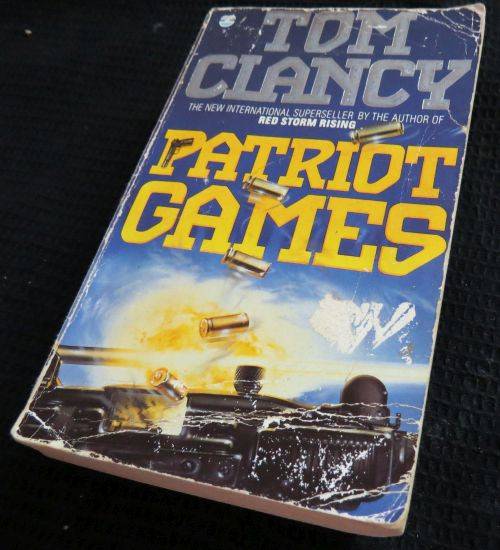 TOM
CLANCY
THE NEW INTERNATIONAL SUPERSELLER BY THE AUTHOR OF
RED STORM RISING
PATRIOT
GAMES